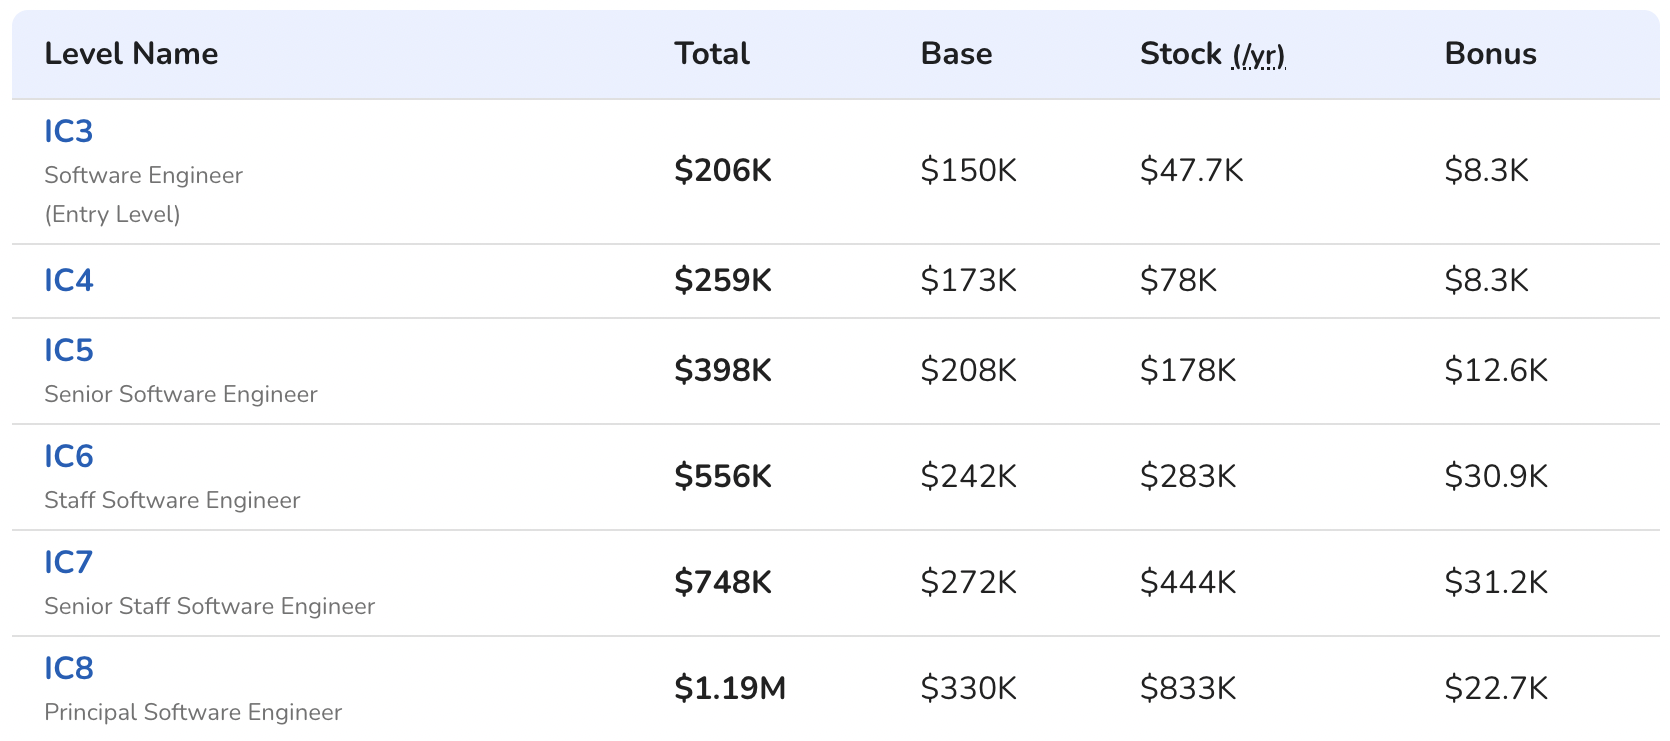 Level Name Total Base Stock (/yr) Bonus
IC3
Software Engineer
(Entry Level)
$206K $150K $47.7K $8.3K
IC4 $259K $173K $78K $8.3K
IC5
Senior Software Engineer
$398K $208K $178K $12.6K
IC6
Staff Software Engineer
$556K $242K $283K $30.9K
IC7
Senior Staff Software Engineer
$748K $272K $444K $31.2K
IC8
Principal Software Engineer
$1.19M $330K $833K $22.7K